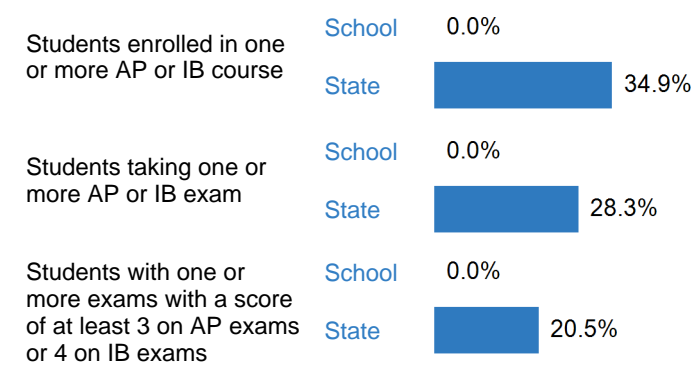 Students enrolled in one
or more AP or IB course
School 0.0%
State 34.9%
Students taking one or
more AP or IB exam
School 0.0%
State 28.3%
Students with one or
more exams with a score
of at least 3 on AP exams
or 4 on IB exams
School 0.0%
State 20.5%